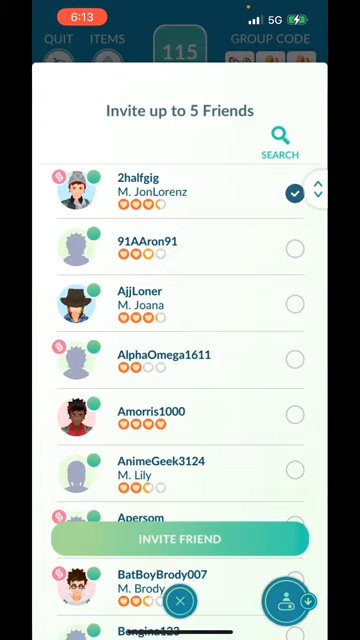 6:13
5G
QUIT
ITEMS
115
GROUP CODE
Invite up to 5 Friends
SEARCH
2halfgig
M. JonLorenz
91AAron91
AjjLoner
M. Joana
AlphaOmega1611
Amorris1000
AnimeGeek3124
M. Lily
Apersom
INVITE FRIEND
BatBoyBrody007
M. Brody
Bengina123